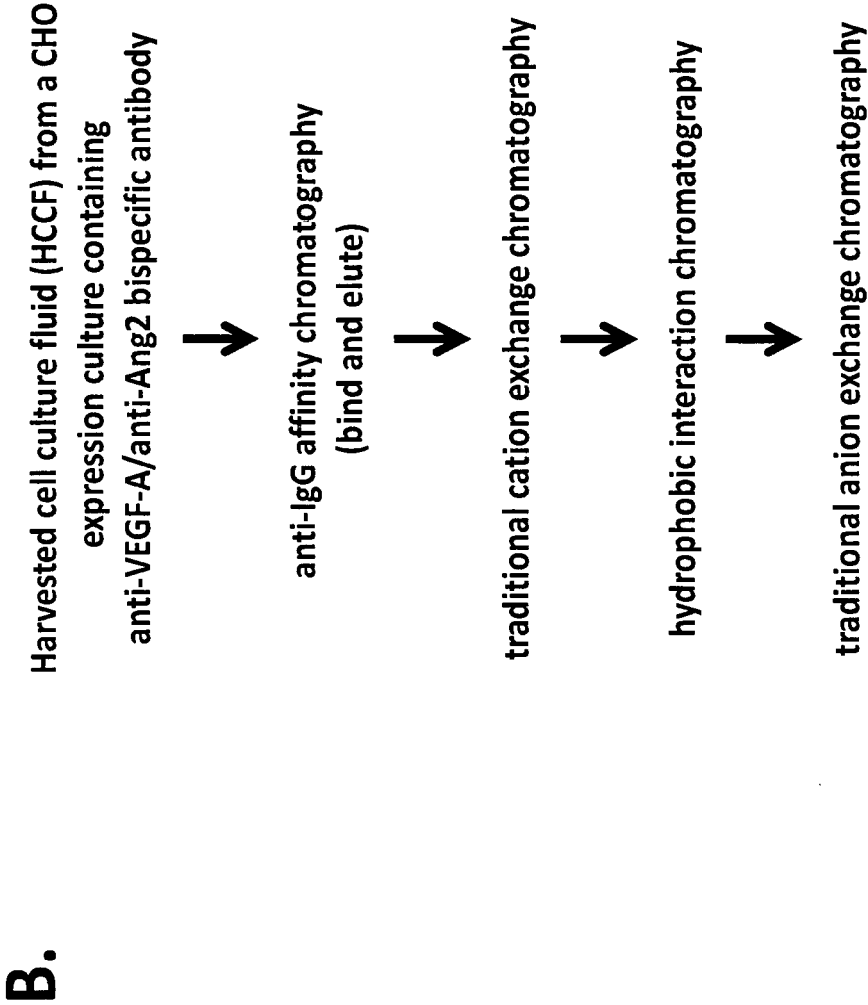 B.
Harvested cell culture fluid (HCCF) from a CHO
expression culture containing
anti-VEGF-A/anti-Ang2 bispecific antibody
anti-IgG affinity chromatography
(bind and elute)
traditional cation exchange chromatography
hydrophobic interaction chromatography
traditional anion exchange chromatography